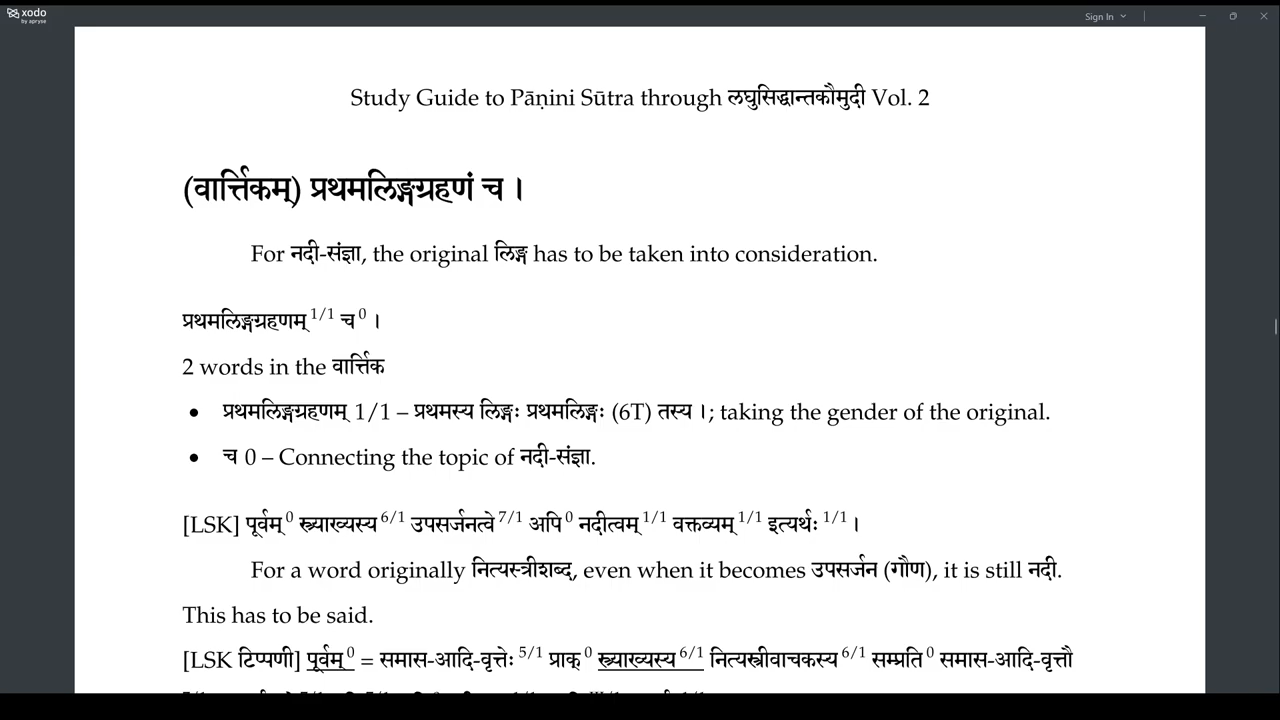 xodo
by apryse
Sign In
Study Guide to Pāṇini Sūtra through लघुसिद्धान्तकौमुदी Vol. 2
(वार्त्तिकम्) प्रथमलिङ्गग्रहणं च ।
For नदी-संज्ञा, the original लिङ्ग has to be taken into consideration.
प्रथमलिङ्गग्रहणम् 1/1 च 0 ।
2 words in the वार्त्तिक
• प्रथमलिङ्गग्रहणम् 1/1 – प्रथमस्य लिङ्गः प्रथमलिङ्गः (6T) तस्य ।; taking the gender of the original.
• च 0 – Connecting the topic of नदी-संज्ञा.
[LSK] पूर्वम् 0 स्त्र्याख्यस्य 6/1 उपसर्जनत्वे 7/1 अपि 0 नदीत्वम् 1/1 वक्तव्यम् 1/1 इत्यर्थः 1/1 ।
For a word originally नित्यस्त्रीशब्द, even when it becomes उपसर्जन (गौण), it is still नदी.
This has to be said.
[LSK टिप्पणी] पूर्वम् 0 = समास-आदि-वृत्तेः 5/1 प्राक् 0 स्त्र्याख्यस्य 6/1 नित्यस्त्रीवाचकस्य 6/1 सम्प्रति 0 समास-आदि-वृत्तौ